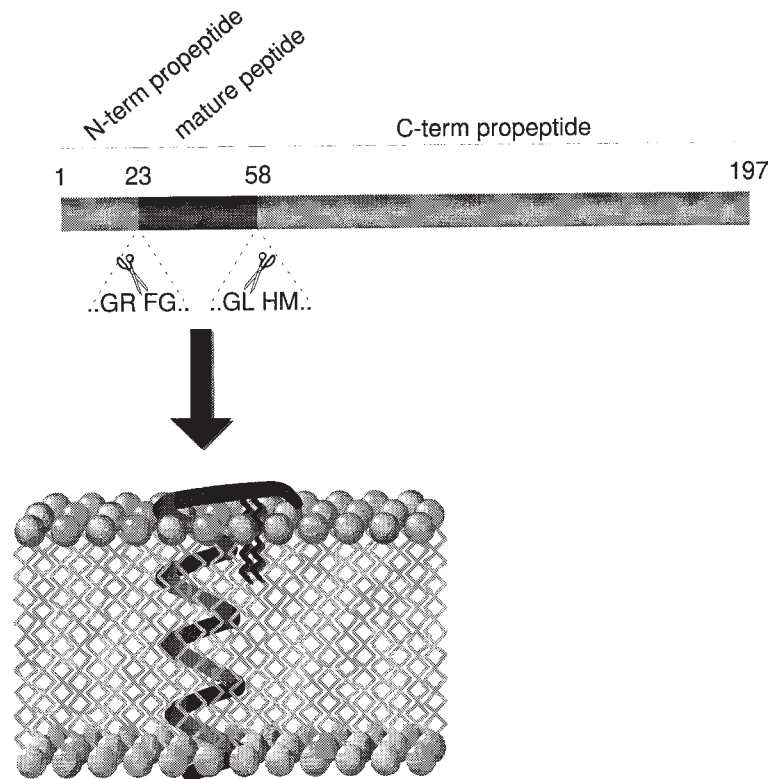 N-term propeptide
mature peptide
C-term propeptide
1 23 58 197
..GR FG.. ..GL HM..